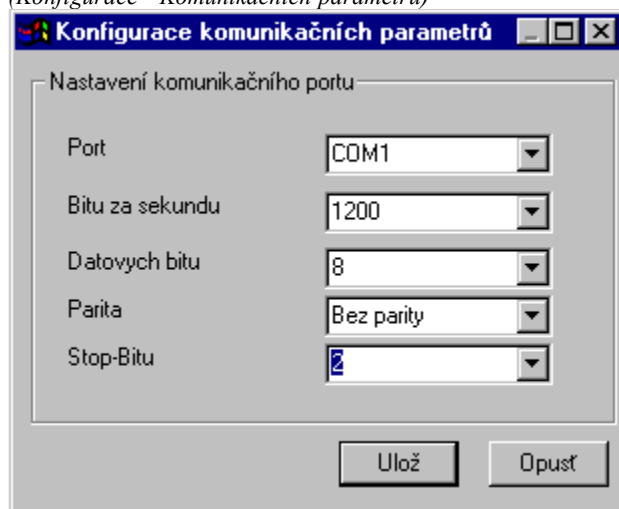 (Konfigurace - Komunikačních parametrů)
Konfigurace komunikačních parametrů
Nastavení komunikačního portu
Port COM1
Bitu za sekundu 1200
Datovych bitu 8
Parita Bez parity
Stop-Bitu 2
Ulož Opusť